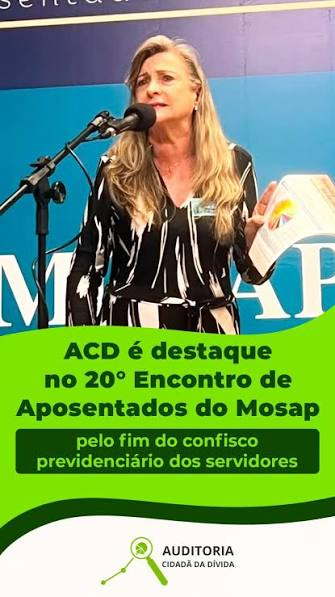 M SAP
ACD é destaque
no 20° Encontro de
Aposentados do Mosap
pelo fim do confisco
previdenciário dos servidores
AUDITORIA
CIDADÃ DA DÍVIDA